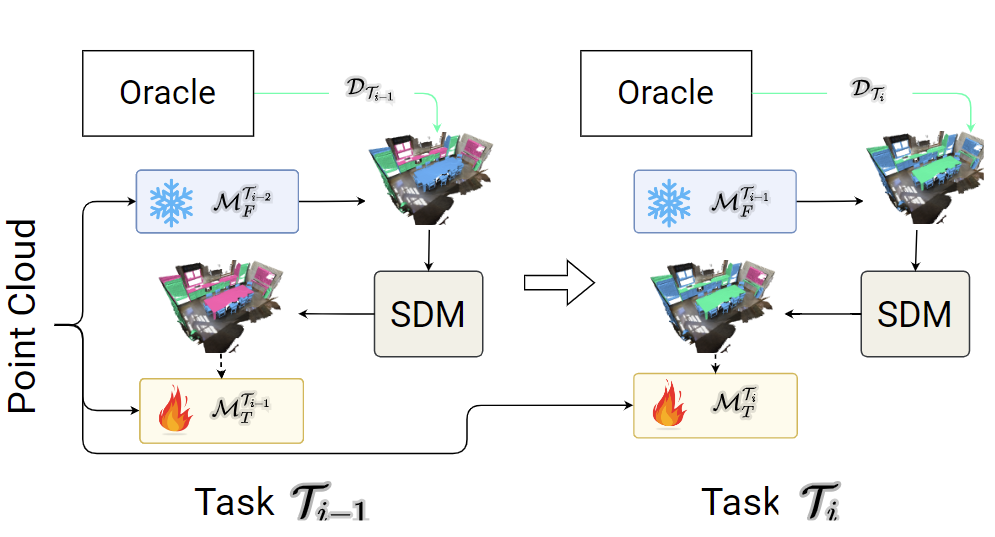 Oracle
$\mathcal{D}_{\mathcal{T}_{i-1}}$
Oracle
$\mathcal{D}_{\mathcal{T}_i}$
$\mathcal{M}_F^{\mathcal{T}_{i-2}}$
$\mathcal{M}_F^{\mathcal{T}_{i-1}}$
Point Cloud
SDM
SDM
$\mathcal{M}_T^{\mathcal{T}_{i-1}}$
$\mathcal{M}_T^{\mathcal{T}_i}$
Task $\mathcal{T}_{i-1}$
Task $\mathcal{T}_i$